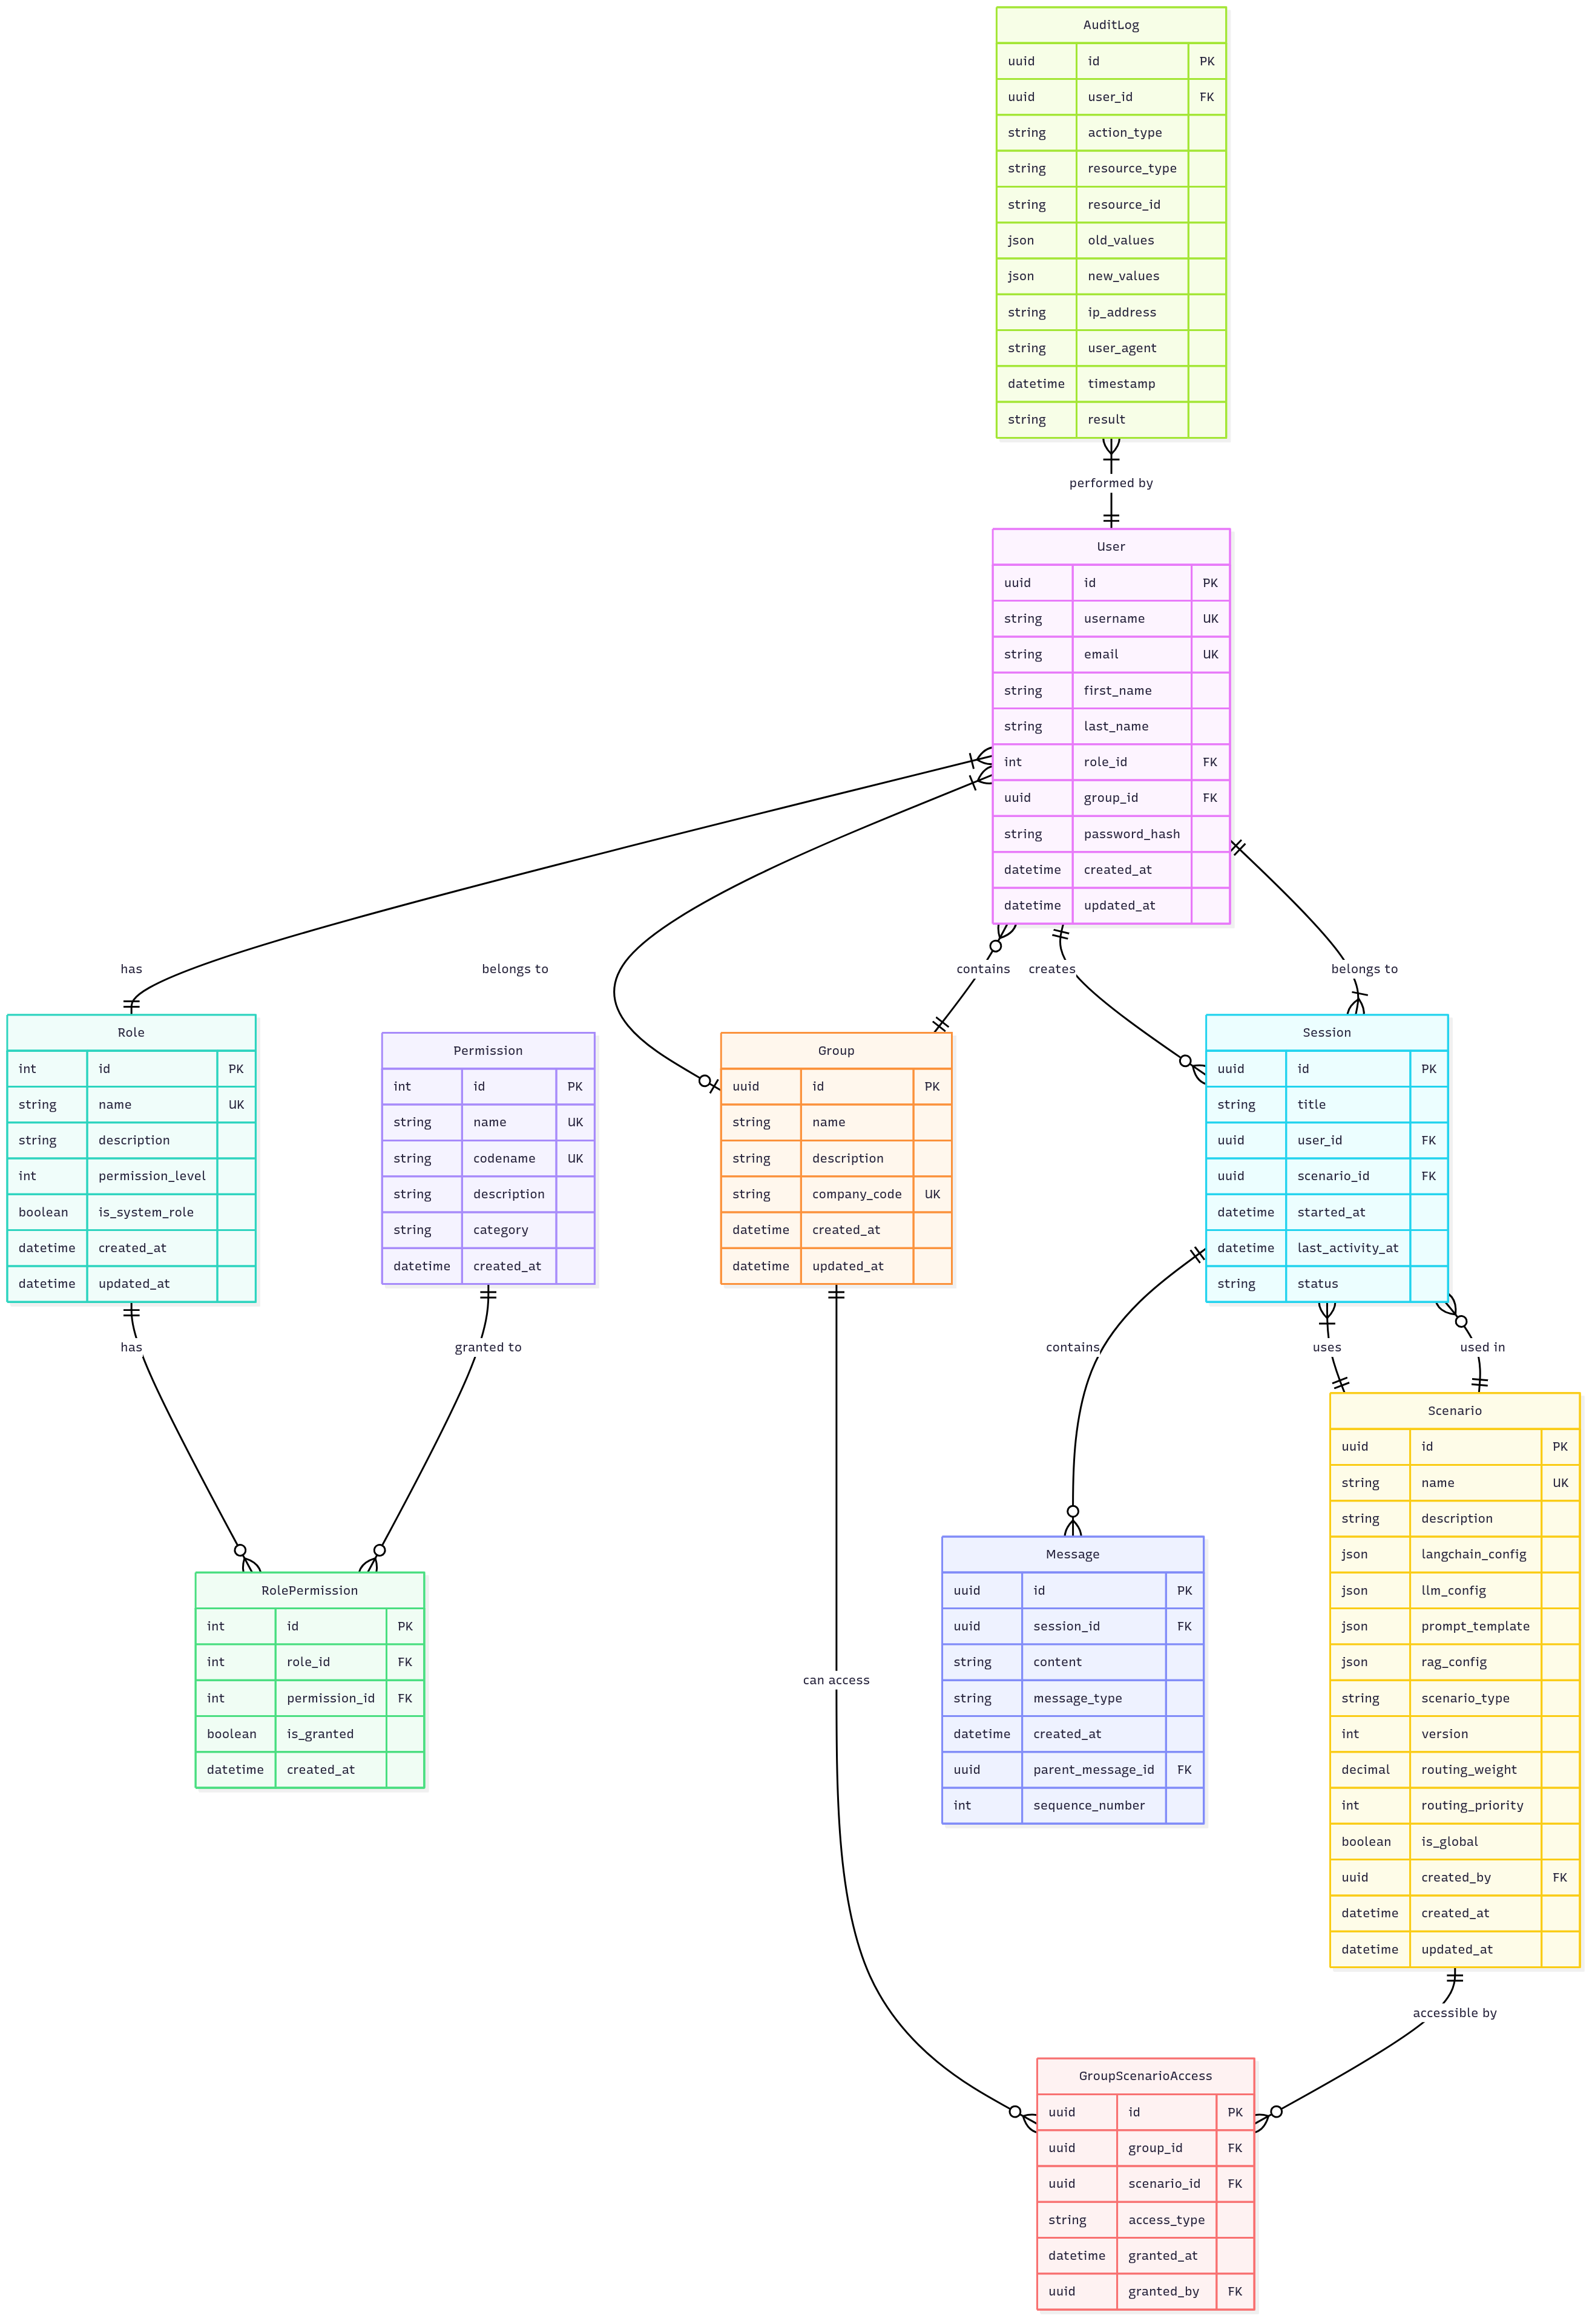 AuditLog
uuid id PK
uuid user_id FK
string action_type
string resource_type
string resource_id
json old_values
json new_values
string ip_address
string user_agent
datetime timestamp
string result
performed by
User
uuid id PK
string username UK
string email UK
string first_name
string last_name
int role_id FK
uuid group_id FK
string password_hash
datetime created_at
datetime updated_at
has
belongs to
contains
creates
belongs to
Role
int id PK
string name UK
string description
int permission_level
boolean is_system_role
datetime created_at
datetime updated_at
Permission
int id PK
string name UK
string codename UK
string description
string category
datetime created_at
Group
uuid id PK
string name
string description
string company_code UK
datetime created_at
datetime updated_at
Session
uuid id PK
string title
uuid user_id FK
uuid scenario_id FK
datetime started_at
datetime last_activity_at
string status
has
granted to
contains
uses
used in
Scenario
uuid id PK
string name UK
string description
json langchain_config
json llm_config
json prompt_template
json rag_config
string scenario_type
int version
decimal routing_weight
int routing_priority
boolean is_global
uuid created_by FK
datetime created_at
datetime updated_at
Message
uuid id PK
uuid session_id FK
string content
string message_type
datetime created_at
uuid parent_message_id FK
int sequence_number
RolePermission
int id PK
int role_id FK
int permission_id FK
boolean is_granted
datetime created_at
can access
accessible by
GroupScenarioAccess
uuid id PK
uuid group_id FK
uuid scenario_id FK
string access_type
datetime granted_at
uuid granted_by FK